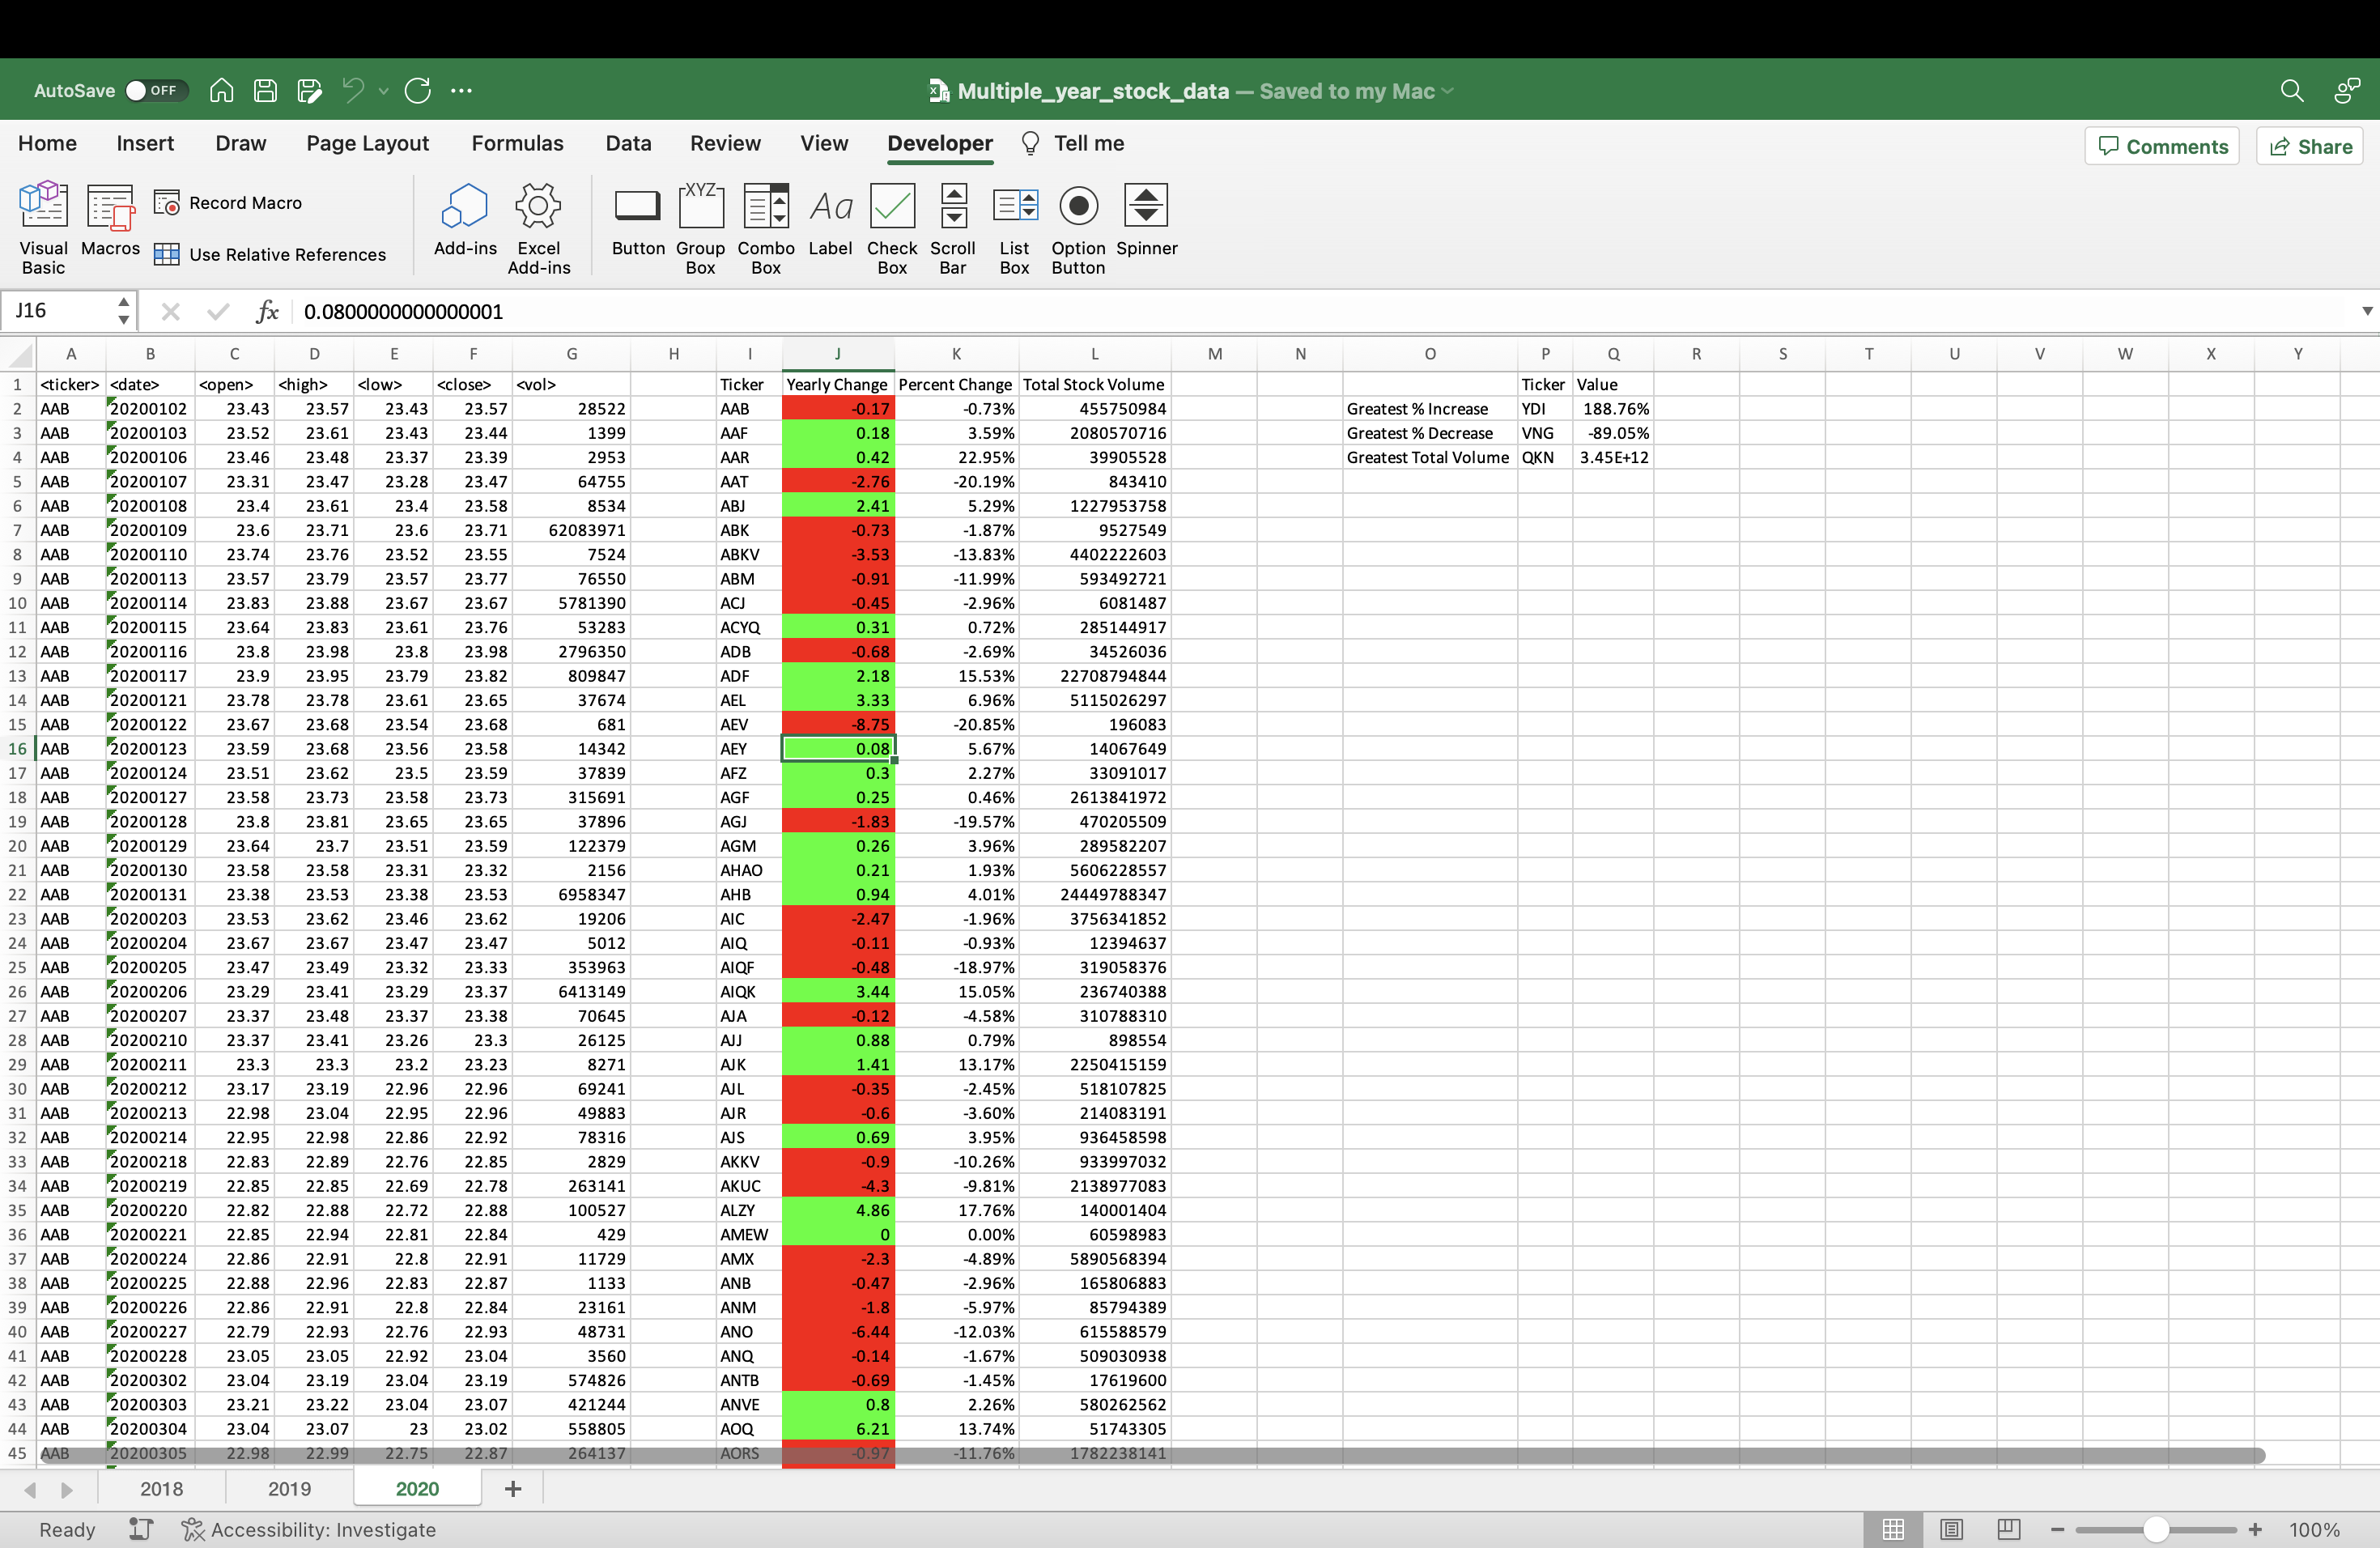 AutoSave OFF Multiple_year_stock_data — Saved to my Mac
Home Insert Draw Page Layout Formulas Data Review View Developer Tell me Comments Share
Visual Basic Macros Record Macro Use Relative References Add-ins Excel Add-ins Button Group Box Combo Box Label Check Box Scroll Bar List Box Option Button Spinner
J16 fx 0.0800000000000001
A B C D E F G H I J K L M N O P Q R S T U V W X Y
1 <ticker> <date> <open> <high> <low> <close> <vol> Ticker Yearly Change Percent Change Total Stock Volume Ticker Value
2 AAB 20200102 23.43 23.57 23.43 23.57 28522 AAB -0.17 -0.73% 455750984 Greatest % Increase YDI 188.76%
3 AAB 20200103 23.52 23.61 23.43 23.44 1399 AAF 0.18 3.59% 2080570716 Greatest % Decrease VNG -89.05%
4 AAB 20200106 23.46 23.48 23.37 23.39 2953 AAR 0.42 22.95% 39905528 Greatest Total Volume QKN 3.45E+12
5 AAB 20200107 23.31 23.47 23.28 23.47 64755 AAT -2.76 -20.19% 843410
6 AAB 20200108 23.4 23.61 23.4 23.58 8534 ABJ 2.41 5.29% 1227953758
7 AAB 20200109 23.6 23.71 23.6 23.71 62083971 ABK -0.73 -1.87% 9527549
8 AAB 20200110 23.74 23.76 23.52 23.55 7524 ABKV -3.53 -13.83% 4402222603
9 AAB 20200113 23.57 23.79 23.57 23.77 76550 ABM -0.91 -11.99% 593492721
10 AAB 20200114 23.83 23.88 23.67 23.67 5781390 ACJ -0.45 -2.96% 6081487
11 AAB 20200115 23.64 23.83 23.61 23.76 53283 ACYQ 0.31 0.72% 285144917
12 AAB 20200116 23.8 23.98 23.8 23.98 2796350 ADB -0.68 -2.69% 34526036
13 AAB 20200117 23.9 23.95 23.79 23.82 809847 ADF 2.18 15.53% 22708794844
14 AAB 20200121 23.78 23.78 23.61 23.65 37674 AEL 3.33 6.96% 5115026297
15 AAB 20200122 23.67 23.68 23.54 23.68 681 AEV -8.75 -20.85% 196083
16 AAB 20200123 23.59 23.68 23.56 23.58 14342 AEY 0.08 5.67% 14067649
17 AAB 20200124 23.51 23.62 23.5 23.59 37839 AFZ 0.3 2.27% 33091017
18 AAB 20200127 23.58 23.73 23.58 23.73 315691 AGF 0.25 0.46% 2613841972
19 AAB 20200128 23.8 23.81 23.65 23.65 37896 AGJ -1.83 -19.57% 470205509
20 AAB 20200129 23.64 23.7 23.51 23.59 122379 AGM 0.26 3.96% 289582207
21 AAB 20200130 23.58 23.58 23.31 23.32 2156 AHAO 0.21 1.93% 5606228557
22 AAB 20200131 23.38 23.53 23.38 23.53 6958347 AHB 0.94 4.01% 24449788347
23 AAB 20200203 23.53 23.62 23.46 23.62 19206 AIC -2.47 -1.96% 3756341852
24 AAB 20200204 23.67 23.67 23.47 23.47 5012 AIQ -0.11 -0.93% 12394637
25 AAB 20200205 23.47 23.49 23.32 23.33 353963 AIQF -0.48 -18.97% 319058376
26 AAB 20200206 23.29 23.41 23.29 23.37 6413149 AIQK 3.44 15.05% 236740388
27 AAB 20200207 23.37 23.48 23.37 23.38 70645 AJA -0.12 -4.58% 310788310
28 AAB 20200210 23.37 23.41 23.26 23.3 26125 AJJ 0.88 0.79% 898554
29 AAB 20200211 23.3 23.3 23.2 23.23 8271 AJK 1.41 13.17% 2250415159
30 AAB 20200212 23.17 23.19 22.96 22.96 69241 AJL -0.35 -2.45% 518107825
31 AAB 20200213 22.98 23.04 22.95 22.96 49883 AJR -0.6 -3.60% 214083191
32 AAB 20200214 22.95 22.98 22.86 22.92 78316 AJS 0.69 3.95% 936458598
33 AAB 20200218 22.83 22.89 22.76 22.85 2829 AKKV -0.9 -10.26% 933997032
34 AAB 20200219 22.85 22.85 22.69 22.78 263141 AKUC -4.3 -9.81% 2138977083
35 AAB 20200220 22.82 22.88 22.72 22.88 100527 ALZY 4.86 17.76% 140001404
36 AAB 20200221 22.85 22.94 22.81 22.84 429 AMEW 0 0.00% 60598983
37 AAB 20200224 22.86 22.91 22.8 22.91 11729 AMX -2.3 -4.89% 5890568394
38 AAB 20200225 22.88 22.96 22.83 22.87 1133 ANB -0.47 -2.96% 165806883
39 AAB 20200226 22.86 22.91 22.8 22.84 23161 ANM -1.8 -5.97% 85794389
40 AAB 20200227 22.79 22.93 22.76 22.93 48731 ANO -6.44 -12.03% 615588579
41 AAB 20200228 23.05 23.05 22.92 23.04 3560 ANQ -0.14 -1.67% 509030938
42 AAB 20200302 23.04 23.19 23.04 23.19 574826 ANTB -0.69 -1.45% 17619600
43 AAB 20200303 23.21 23.22 23.04 23.07 421244 ANVE 0.8 2.26% 580262562
44 AAB 20200304 23.04 23.07 23 23.02 558805 AOQ 6.21 13.74% 51743305
45 AAB 20200305 22.98 22.99 22.75 22.87 264137 AORS -0.97 -11.76% 1782238141
2018 2019 2020 +
Ready Accessibility: Investigate 100%